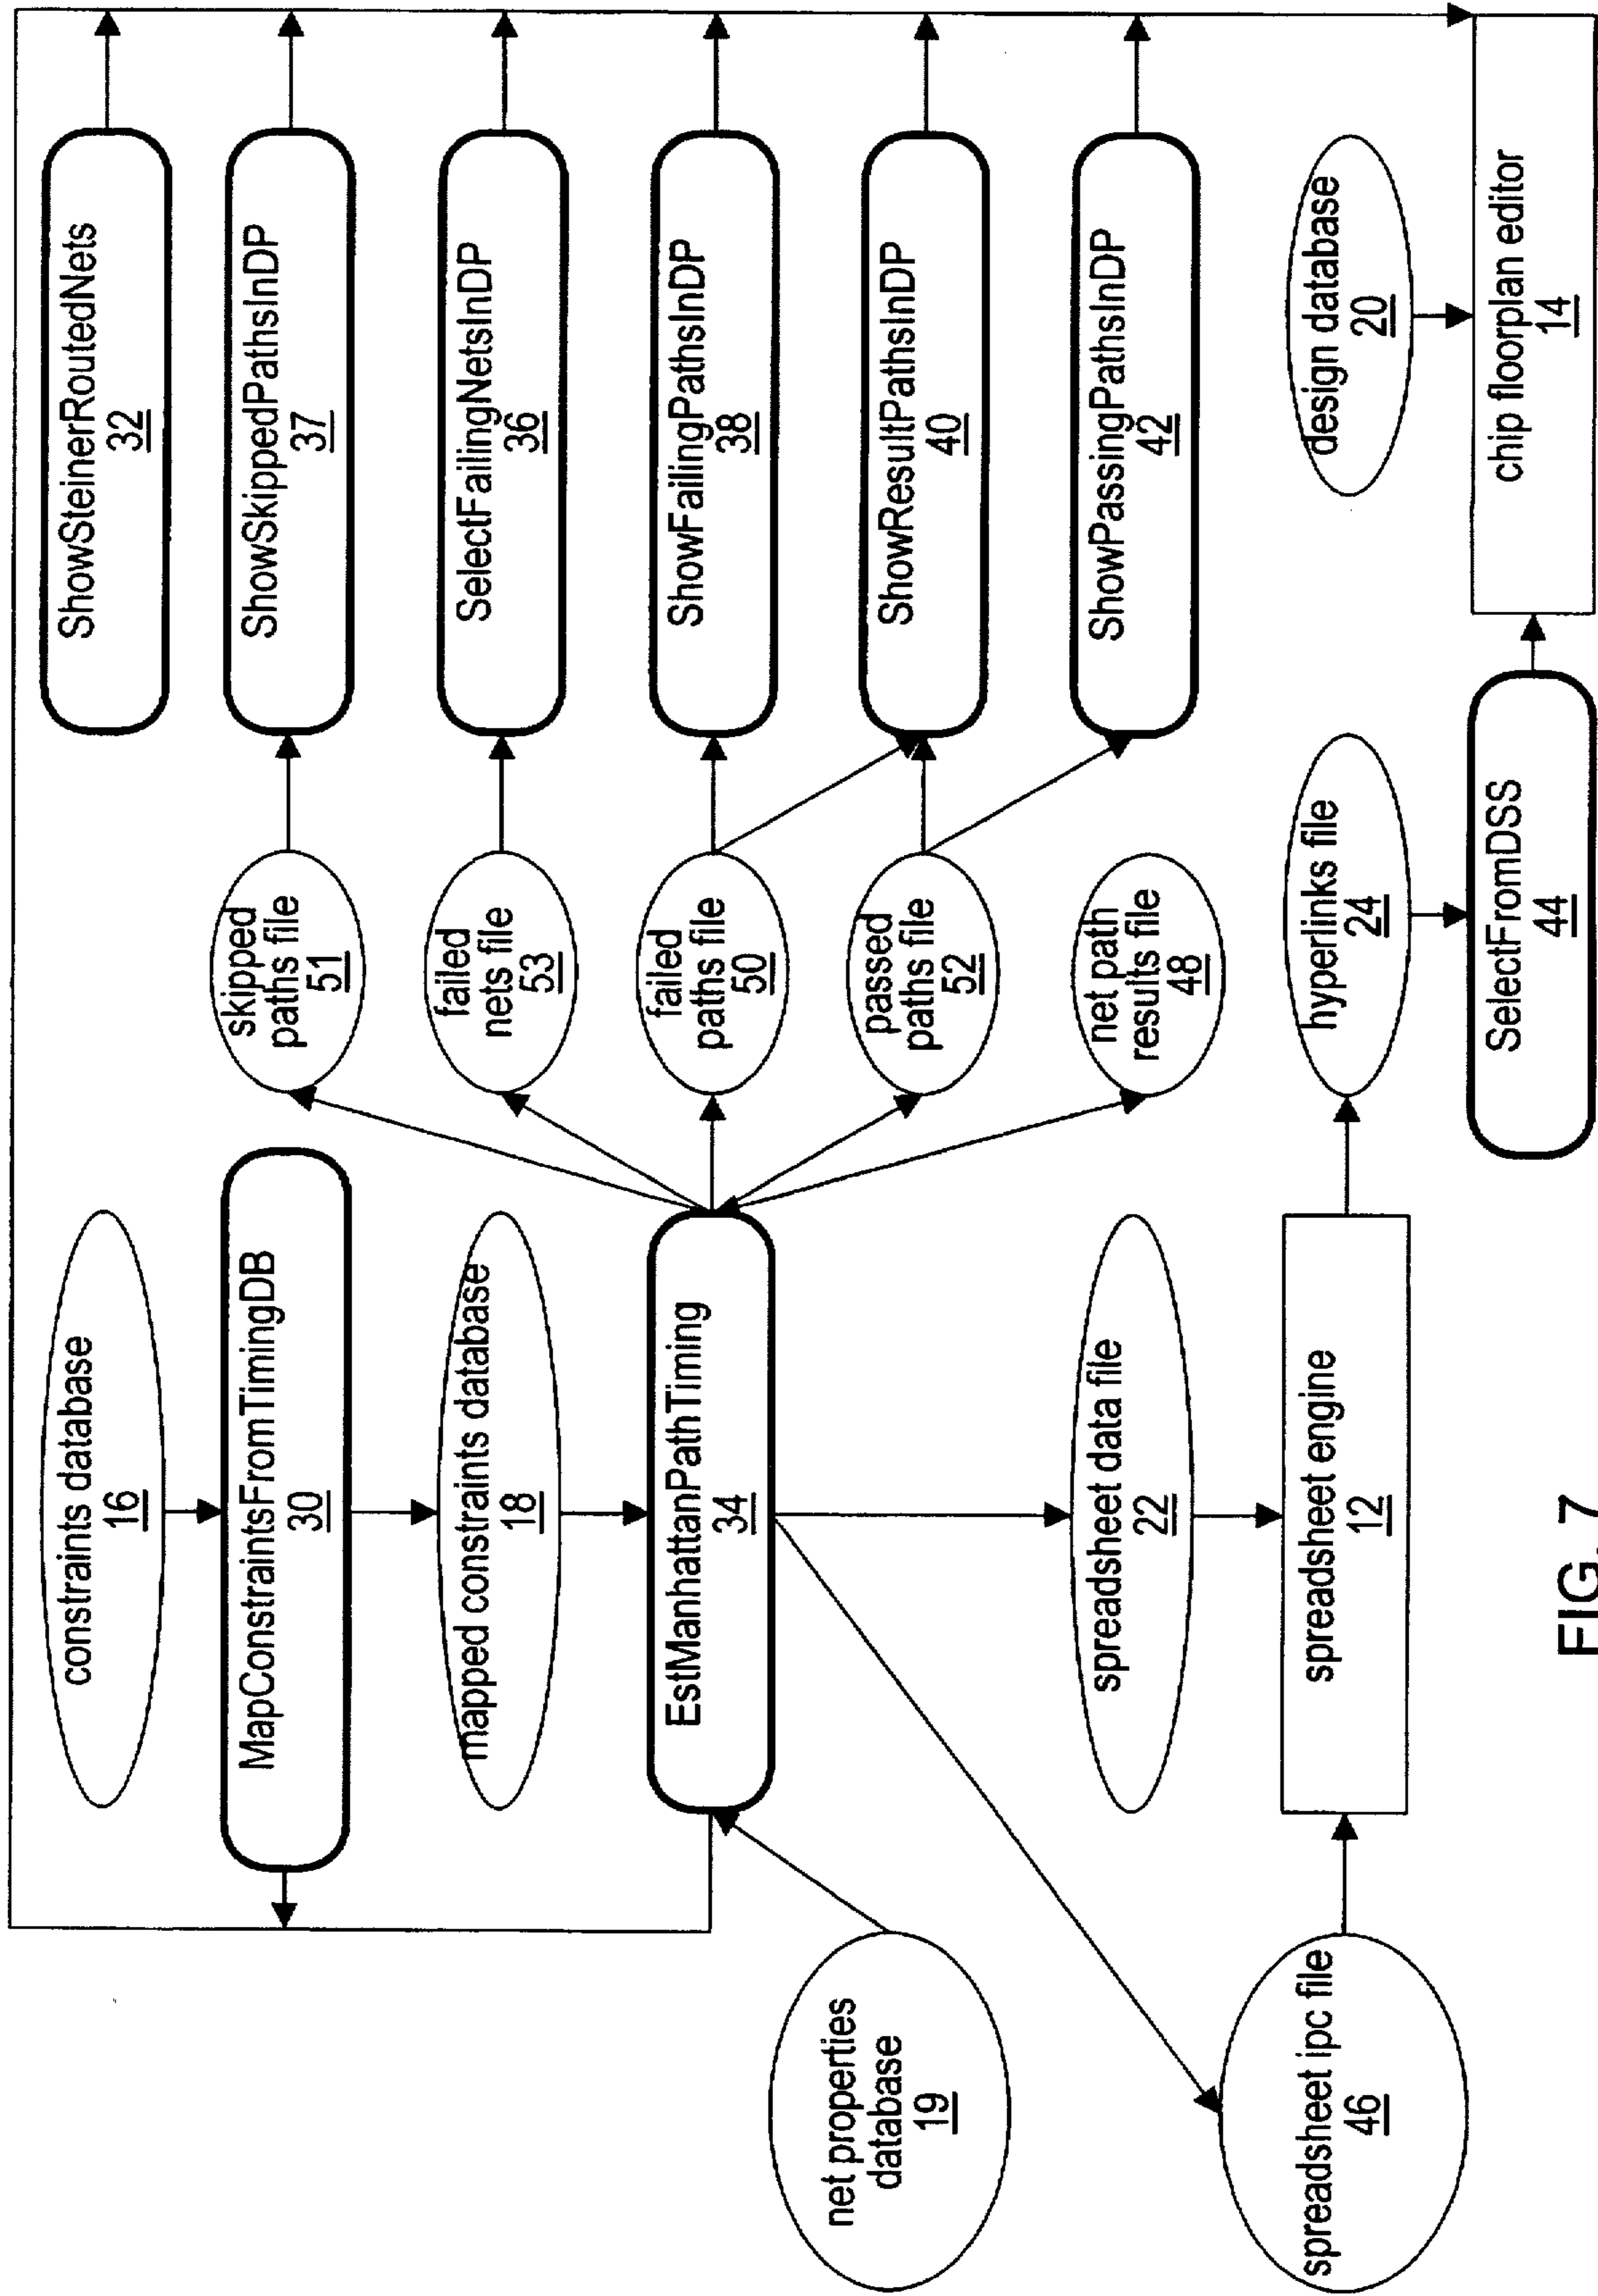 constraints database
16
MapConstraintsFromTimingDB
30
mapped constraints database
18
EstManhattanPathTiming
34
net properties
database
19
spreadsheet data file
22
spreadsheet engine
12
spreadsheet ipc file
46
skipped
paths file
51
failed
nets file
53
failed
paths file
50
passed
paths file
52
net path
results file
48
hyperlinks file
24
SelectFromDSS
44
ShowSteinerRoutedNets
32
ShowSkippedPathsInDP
37
SelectFailingNetsInDP
36
ShowFailingPathsInDP
38
ShowResultPathsInDP
40
ShowPassingPathsInDP
42
design database
20
chip floorplan editor
14
FIG. 7